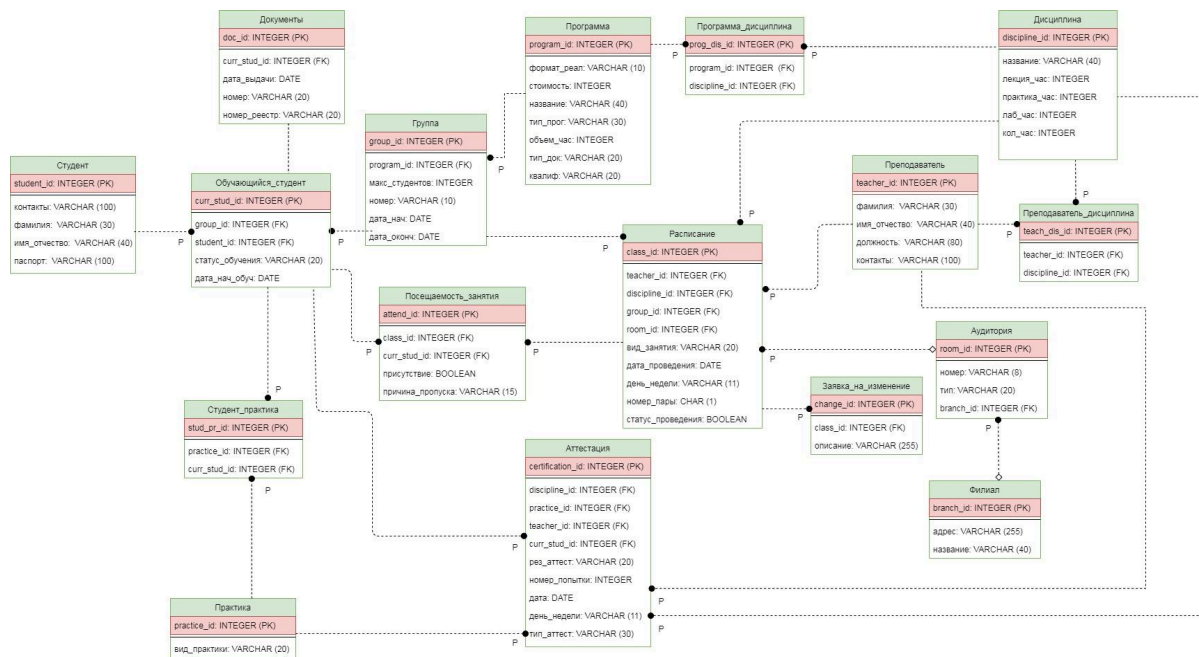 Документы
doc_id: INTEGER (PK)
curr_stud_id: INTEGER (FK)
дата_выдачи: DATE
номер: VARCHAR (20)
номер_реестр: VARCHAR (20)
Программа
program_id: INTEGER (PK)
формат_реал: VARCHAR (10)
стоимость: INTEGER
название: VARCHAR (40)
тип_прог: VARCHAR (30)
объем_час: INTEGER
тип_док: VARCHAR (20)
квалиф: VARCHAR (20)
P
Программа_дисциплина
prog_dis_id: INTEGER (PK)
program_id: INTEGER (FK)
discipline_id: INTEGER (FK)
P
Дисциплина
discipline_id: INTEGER (PK)
название: VARCHAR (40)
лекция_час: INTEGER
практика_час: INTEGER
лаб_час: INTEGER
кол_час: INTEGER
Группа
group_id: INTEGER (PK)
program_id: INTEGER (FK)
макс_студентов: INTEGER
номер: VARCHAR (10)
дата_нач: DATE
дата_оконч: DATE
P
Студент
student_id: INTEGER (PK)
контакты: VARCHAR (100)
фамилия: VARCHAR (30)
имя_отчество: VARCHAR (40)
паспорт: VARCHAR (100)
P
Обучающийся_студент
curr_stud_id: INTEGER (PK)
group_id: INTEGER (FK)
student_id: INTEGER (FK)
статус_обучения: VARCHAR (20)
дата_нач_обуч: DATE
P
Преподаватель
teacher_id: INTEGER (PK)
фамилия: VARCHAR (30)
имя_отчество: VARCHAR (40)
должность: VARCHAR (80)
контакты: VARCHAR (100)
P
P
Преподаватель_дисциплина
teach_dis_id: INTEGER (PK)
teacher_id: INTEGER (FK)
discipline_id: INTEGER (FK)
P
P
Расписание
class_id: INTEGER (PK)
teacher_id: INTEGER (FK)
discipline_id: INTEGER (FK)
group_id: INTEGER (FK)
room_id: INTEGER (FK)
вид_занятия: VARCHAR (20)
дата_проведения: DATE
день_недели: VARCHAR (11)
номер_пары: CHAR (1)
статус_проведения: BOOLEAN
P
P
Посещаемость_занятия
attend_id: INTEGER (PK)
class_id: INTEGER (FK)
curr_stud_id: INTEGER (FK)
присутствие: BOOLEAN
причина_пропуска: VARCHAR (15)
P
P
Аудитория
room_id: INTEGER (PK)
номер: VARCHAR (8)
тип: VARCHAR (20)
branch_id: INTEGER (FK)
P
Заявка_на_изменение
change_id: INTEGER (PK)
class_id: INTEGER (FK)
описание: VARCHAR (255)
P
P
Студент_практика
stud_pr_id: INTEGER (PK)
practice_id: INTEGER (FK)
curr_stud_id: INTEGER (FK)
P
Аттестация
certification_id: INTEGER (PK)
discipline_id: INTEGER (FK)
practice_id: INTEGER (FK)
teacher_id: INTEGER (FK)
curr_stud_id: INTEGER (FK)
рез_аттест: VARCHAR (20)
номер_попытки: INTEGER
дата: DATE
день_недели: VARCHAR (11)
тип_аттест: VARCHAR (30)
P
P
P
P
Филиал
branch_id: INTEGER (PK)
адрес: VARCHAR (255)
название: VARCHAR (40)
Практика
practice_id: INTEGER (PK)
вид_практики: VARCHAR (20)